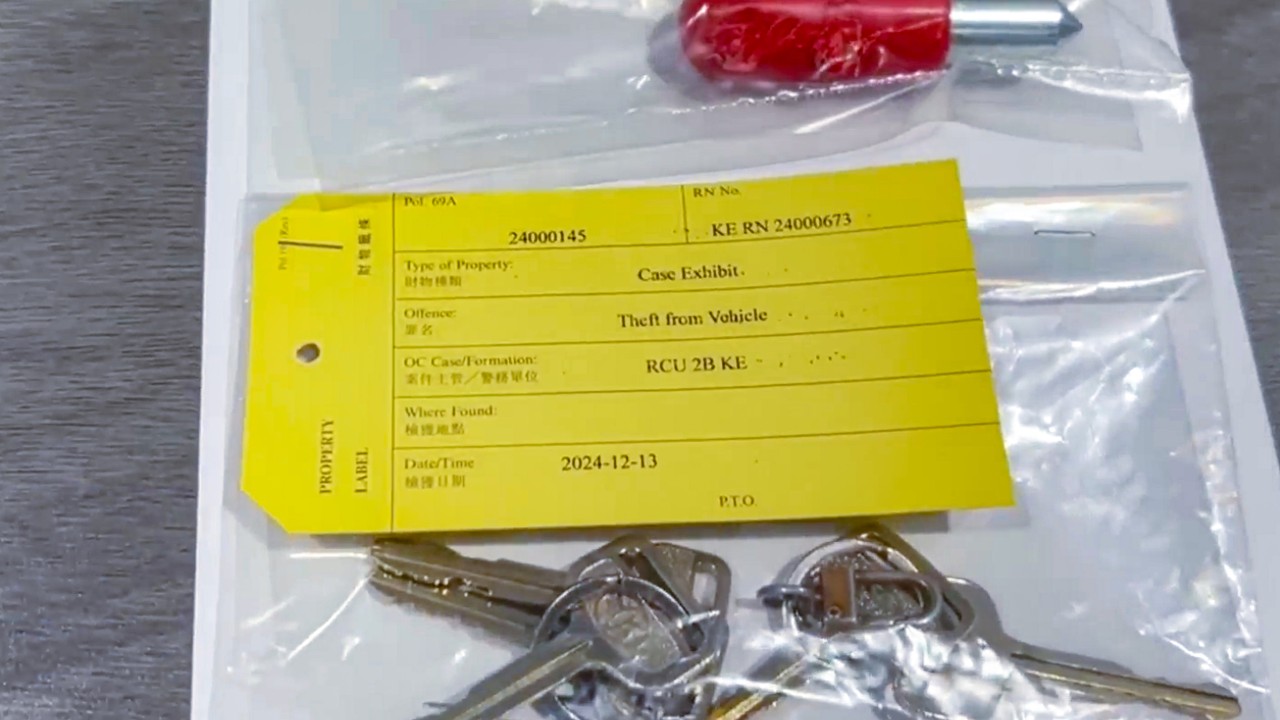 Pol. 69A
24000145
RN No.
KE RN 24000673
Type of Property:
財物種類
Case Exhibit.
Offence:
罪名
Theft from Vehicle
OC Case/Formation:
案件主管／警務單位
RCU 2B KE
Where Found:
檢獲地點
Date/Time
檢獲日期
2024-12-13
P.T.O.
PROPERTY
LABEL
財物籤條